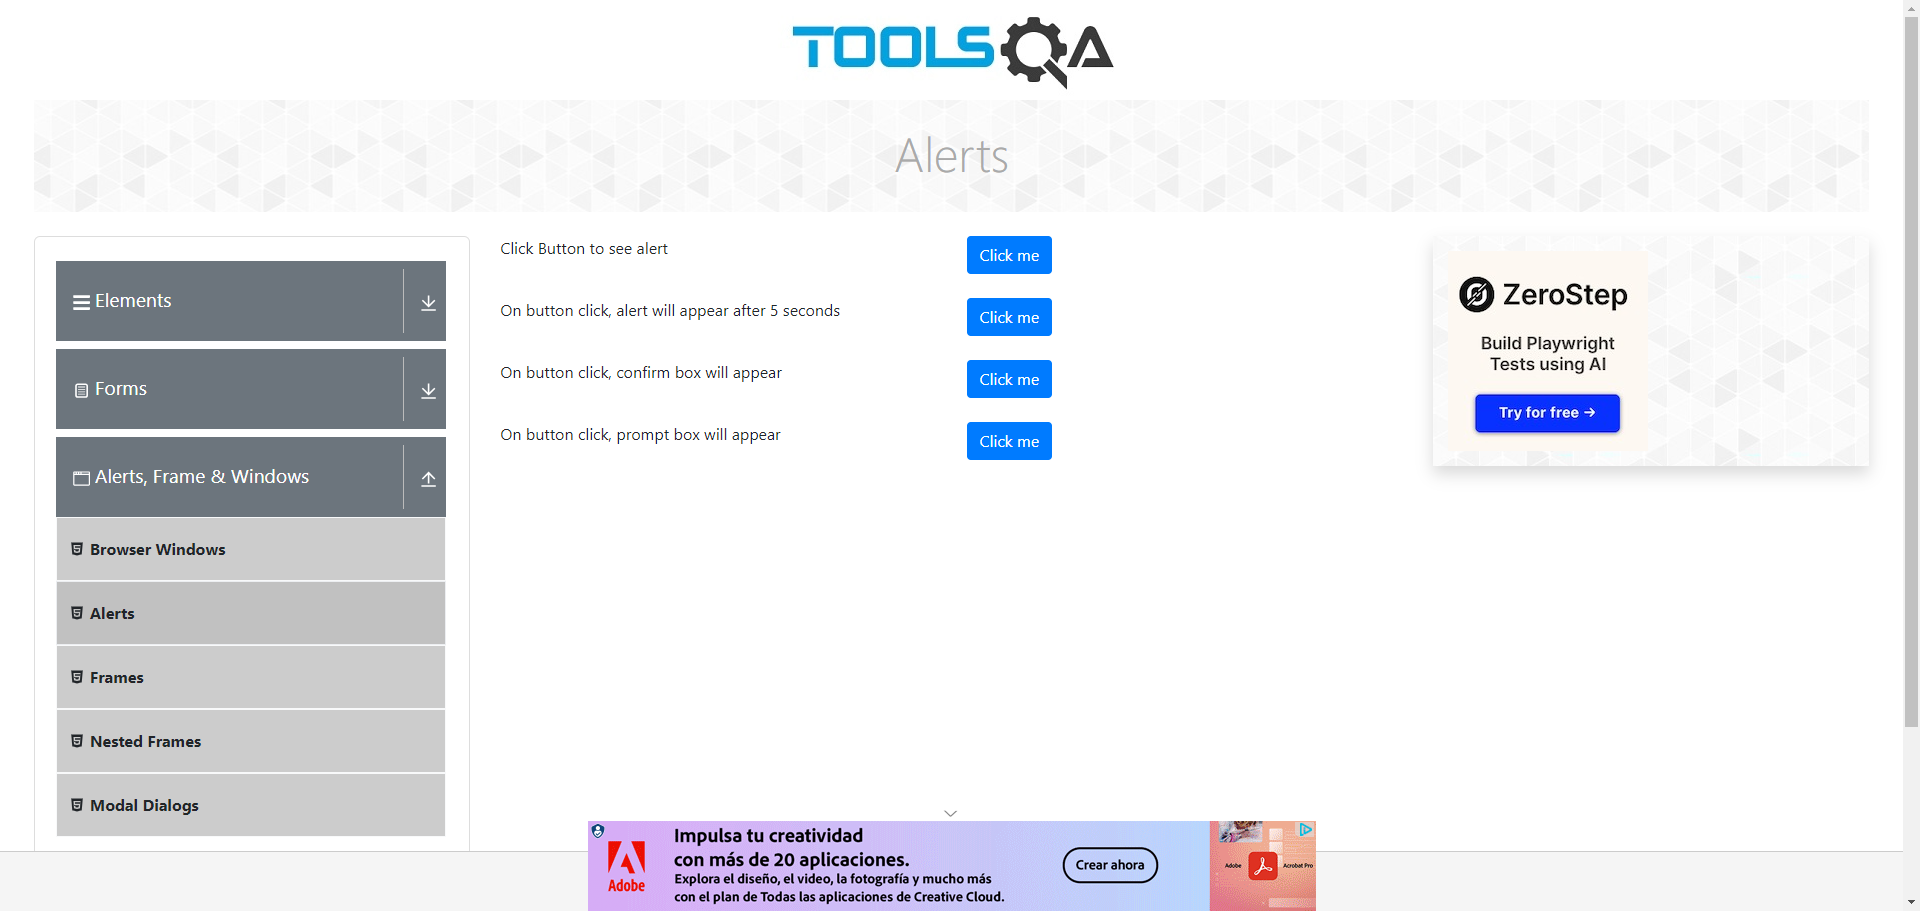 TOOLSQA
Alerts
Elements
Forms
Alerts, Frame & Windows
Browser Windows
Alerts
Frames
Nested Frames
Modal Dialogs
Click Button to see alert
Click me
On button click, alert will appear after 5 seconds
Click me
On button click, confirm box will appear
Click me
On button click, prompt box will appear
Click me
ZeroStep
Build Playwright
Tests using AI
Try for free →
Adobe
Impulsa tu creatividad
con más de 20 aplicaciones.
Explora el diseño, el video, la fotografía y mucho más
con el plan de Todas las aplicaciones de Creative Cloud.
Crear ahora
Adobe
Acrobat Pro